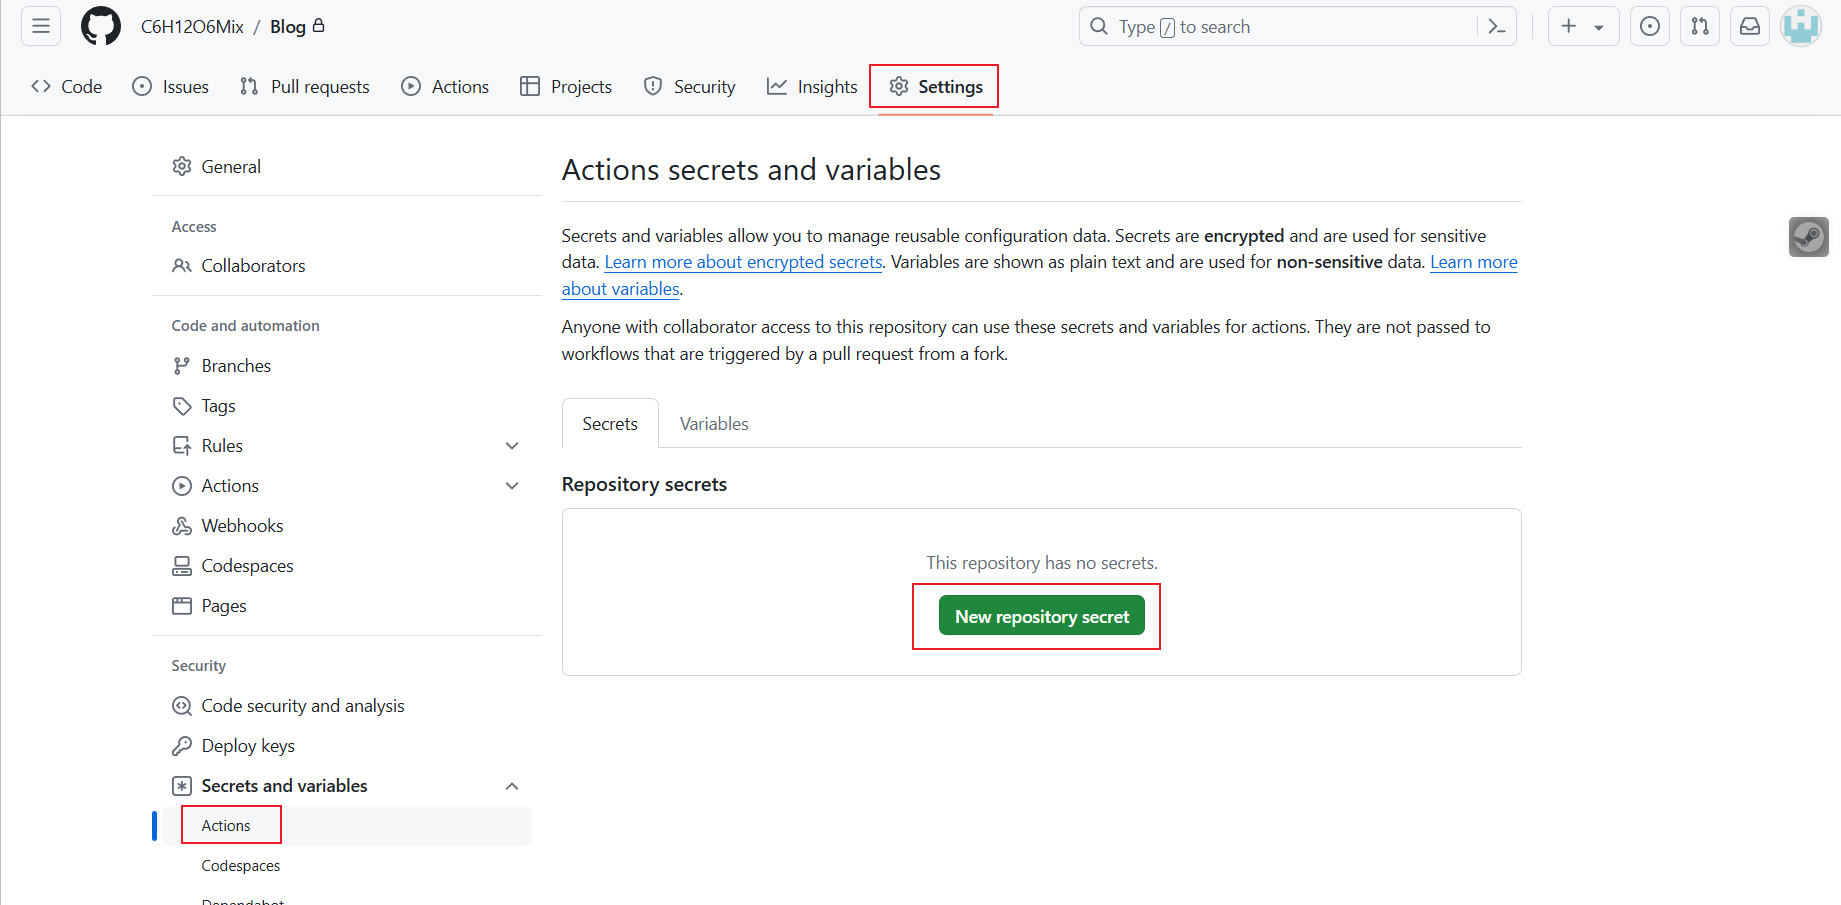 C6H12O6Mix / Blog
Type / to search
Code
Issues
Pull requests
Actions
Projects
Security
Insights
Settings
General
Access
Collaborators
Code and automation
Branches
Tags
Rules
Actions
Webhooks
Codespaces
Pages
Security
Code security and analysis
Deploy keys
Secrets and variables
Actions
Codespaces
Dependabot
Actions secrets and variables
Secrets and variables allow you to manage reusable configuration data. Secrets are encrypted and are used for sensitive
data. Learn more about encrypted secrets. Variables are shown as plain text and are used for non-sensitive data. Learn more
about variables.
Anyone with collaborator access to this repository can use these secrets and variables for actions. They are not passed to
workflows that are triggered by a pull request from a fork.
Secrets
Variables
Repository secrets
This repository has no secrets.
New repository secret